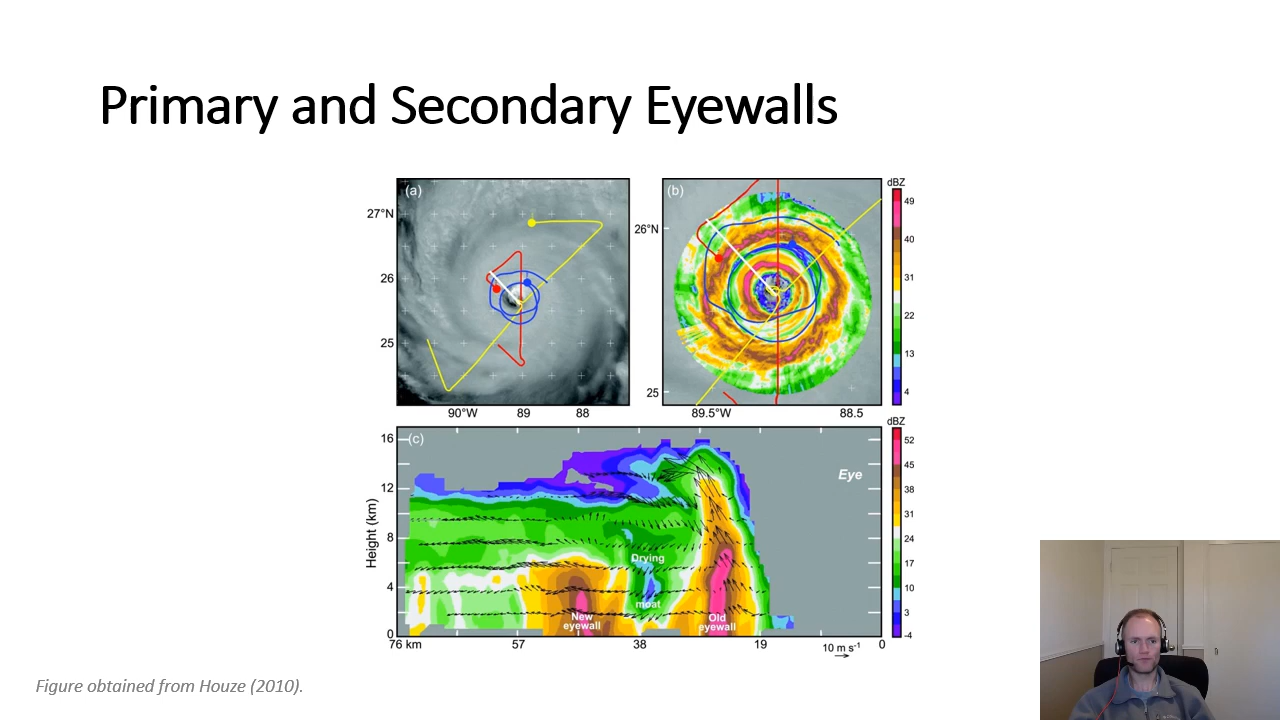 Primary and Secondary Eyewalls
(a)
27°N
26
25
90°W 89 88
(b)
26°N
25
89.5°W 88.5
dBZ
49
40
31
22
13
4
(c)
Eye
Height (km)
16
12
8
4
0
Drying
moat
New
eyewall
Old
eyewall
76 km 57 38 19 0
10 m s-1
dBZ
52
45
38
31
24
17
10
3
-4
Figure obtained from Houze (2010).